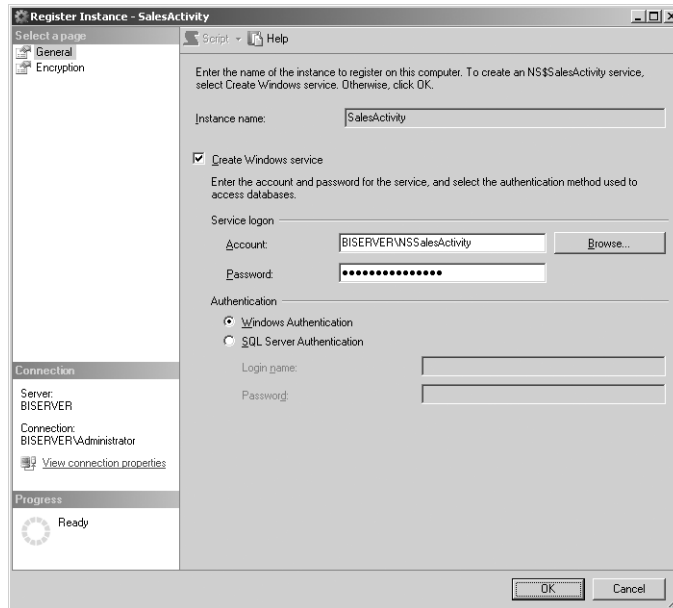 Register Instance - SalesActivity
Select a page
General
Encryption
Script
Help
Enter the name of the instance to register on this computer. To create an NS$SalesActivity service,
select Create Windows service. Otherwise, click OK.
Instance name:
SalesActivity
Create Windows service
Enter the account and password for the service, and select the authentication method used to
access databases.
Service logon
Account:
BISERVER\NSSalesActivity
Browse...
Password:
Authentication
Windows Authentication
SQL Server Authentication
Login name:
Password:
Connection
Server:
BISERVER
Connection:
BISERVER\Administrator
View connection properties
Progress
Ready
OK
Cancel